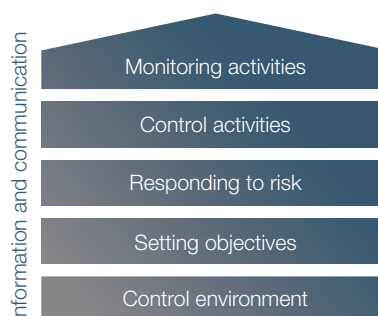 Monitoring activities
Control activities
Responding to risk
Setting objectives
Control environment
nformation and communication